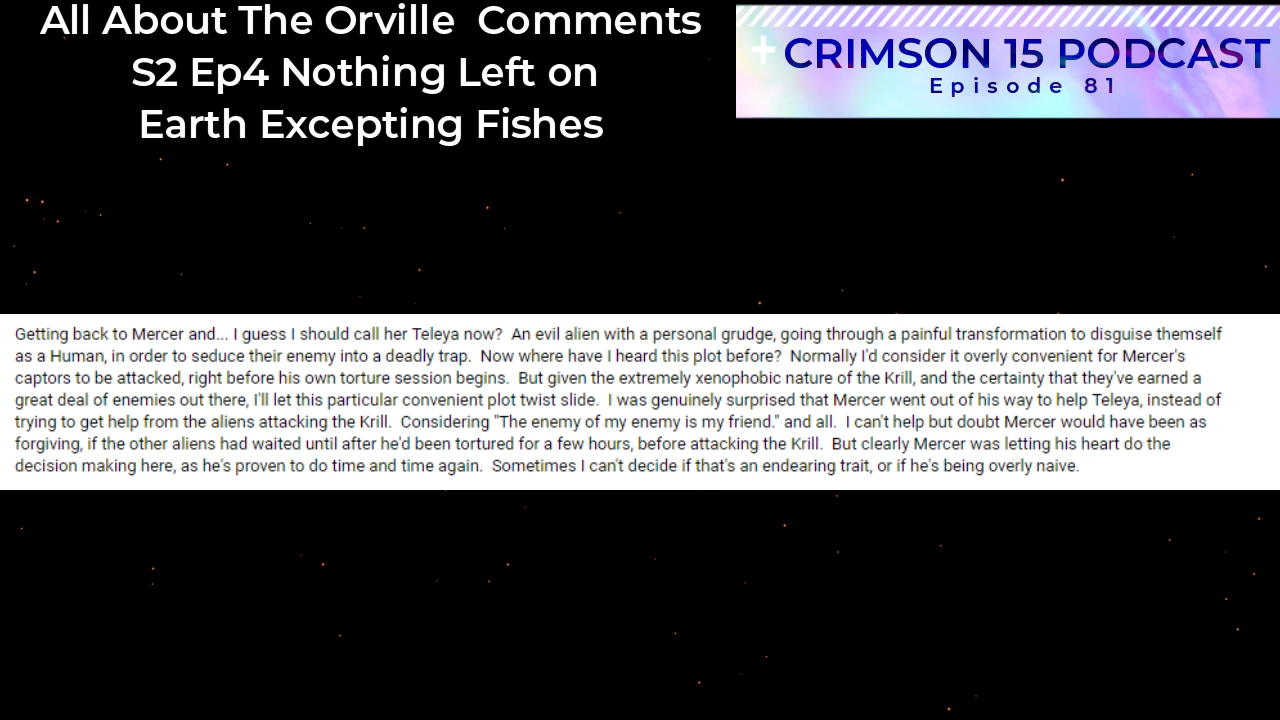 All About The Orville  Comments
S2 Ep4 Nothing Left on
Earth Excepting Fishes
+ CRIMSON 15 PODCAST
Episode 81
Getting back to Mercer and... I guess I should call her Teleya now?  An evil alien with a personal grudge, going through a painful transformation to disguise themself
as a Human, in order to seduce their enemy into a deadly trap.  Now where have I heard this plot before?  Normally I'd consider it overly convenient for Mercer's
captors to be attacked, right before his own torture session begins.  But given the extremely xenophobic nature of the Krill, and the certainty that they've earned a
great deal of enemies out there, I'll let this particular convenient plot twist slide.  I was genuinely surprised that Mercer went out of his way to help Teleya, instead of
trying to get help from the aliens attacking the Krill.  Considering "The enemy of my enemy is my friend." and all.  I can't help but doubt Mercer would have been as
forgiving, if the other aliens had waited until after he'd been tortured for a few hours, before attacking the Krill.  But clearly Mercer was letting his heart do the
decision making here, as he's proven to do time and time again.  Sometimes I can't decide if that's an endearing trait, or if he's being overly naive.